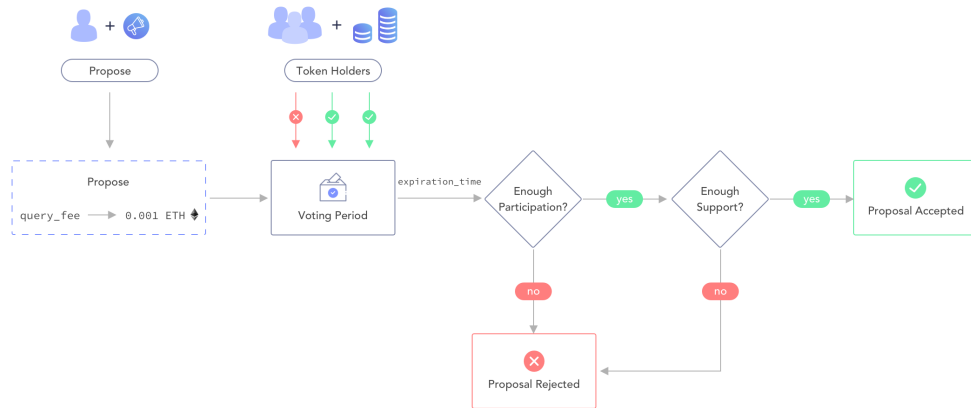 Propose
Token Holders
Propose
query_fee
0.001 ETH
Voting Period
expiration_time
Enough
Participation?
yes
Enough
Support?
yes
Proposal Accepted
no
no
Proposal Rejected